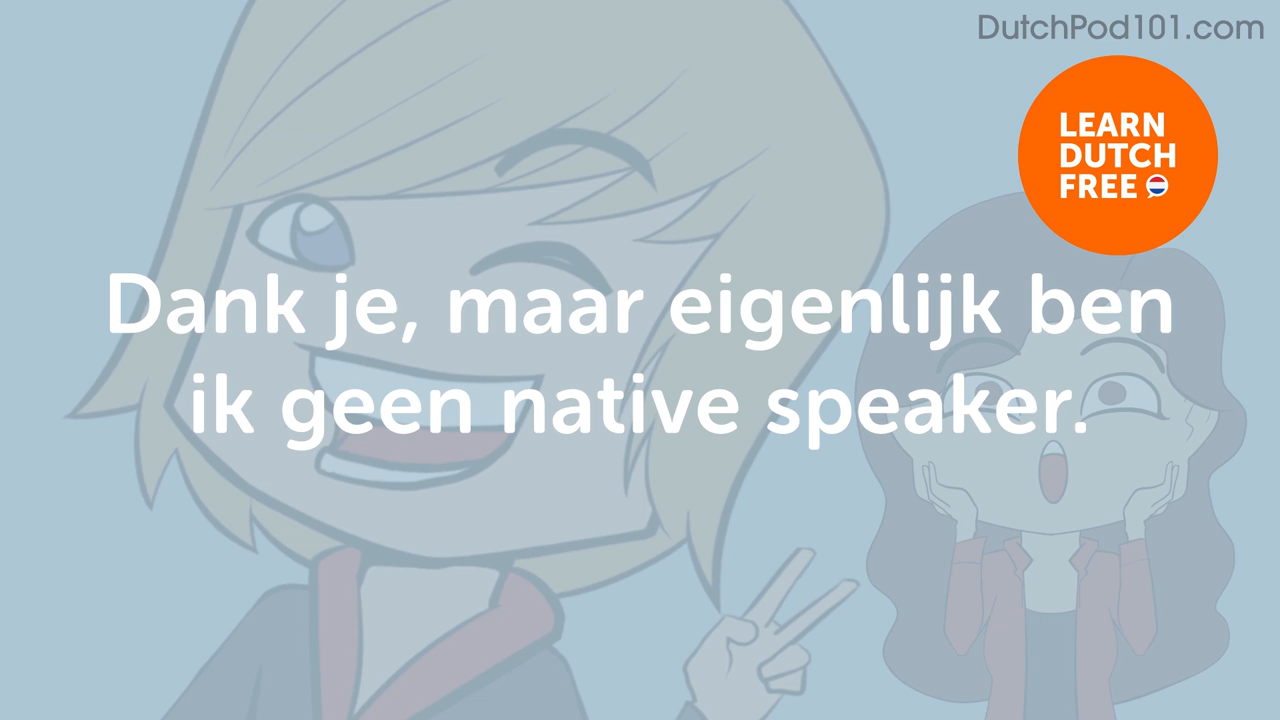 DutchPod101.com
LEARN
DUTCH
FREE
Dank je, maar eigenlijk ben
ik geen native speaker.